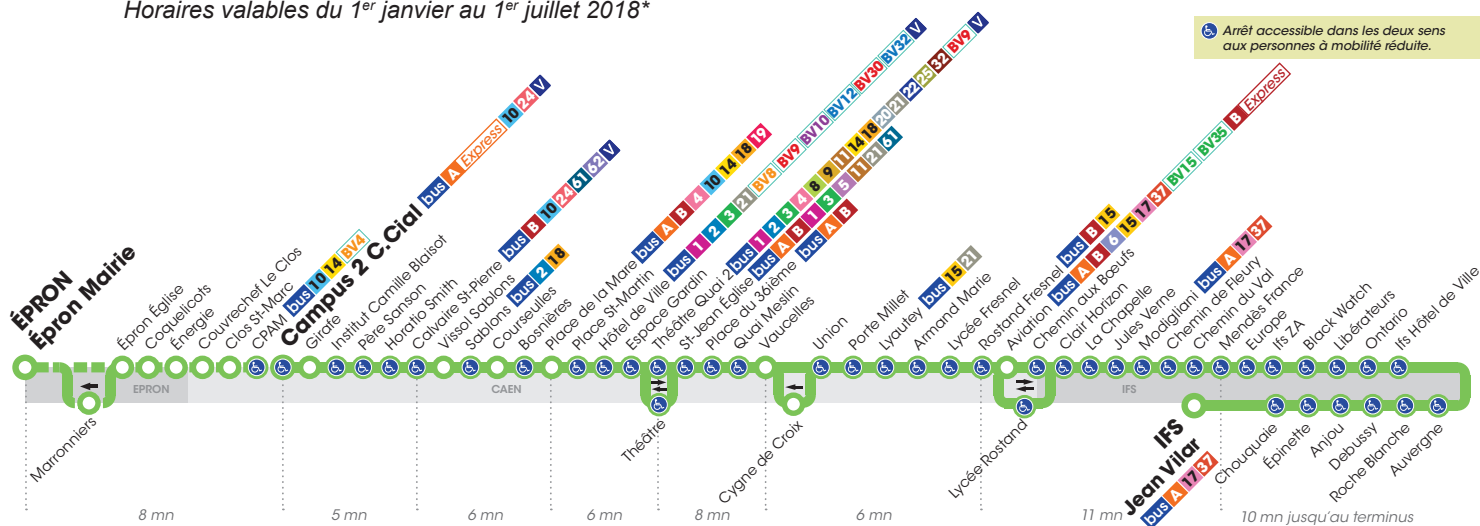 Horaires valables du 1er janvier au 1er juillet 2018*
Arrêt accessible dans les deux sens
aux personnes à mobilité réduite.
ÉPRON
Épron Mairie
Marronniers
Épron Église
Coquelicots
Énergie
Couvrechef Le Clos
Clos St-Marc
CPAM bus 10 14 BV4
Campus 2 C.Cial bus A Express 10 24 V
Girafe
Institut Camille Blaisot
Père Sanson
Horatio Smith
Calvaire St-Pierre bus B 10 24 61 62 V
Vissol Sablons
Sablons bus 2 18
Courseulles
Bosnières
Place de la Mare bus A B 4 10 14 18 19
Place St-Martin
Hôtel de Ville bus 1 2 3 21 BV8 BV9 BV10 BV12 BV30 BV32 V
Espace Gardin
Théâtre Quai 2 bus 1 2 3 4 8 9 11 14 18 20 21 22 25 32 BV9 V
Théâtre
St-Jean Église bus A B 1 3 5 11 21 61
Place du 36ième bus A B
Quai Meslin
Vaucelles
Cygne de Croix
Union
Porte Millet
Lyautey bus 15 21
Armand Marie
Lycée Fresnel
Rostand Fresnel bus B 15
Aviation bus A B 6 15 17 37 BV15 BV35 B Express
Lycée Rostand
Chemin aux Bœufs
Clair Horizon
La Chapelle
Jules Verne
Modigliani bus A 17 37
Chemin de Fleury
Chemin du Val
Mendès France
Europe
Ifs ZA
Black Watch
Libérateurs
Ontario
Ifs Hôtel de Ville
EPRON
CAEN
IFS
IFS
Jean Vilar
bus A 17 37
Chouquaie
Épinette
Anjou
Debussy
Roche Blanche
Auvergne
8 mn
5 mn
6 mn
6 mn
8 mn
6 mn
11 mn
10 mn jusqu'au terminus